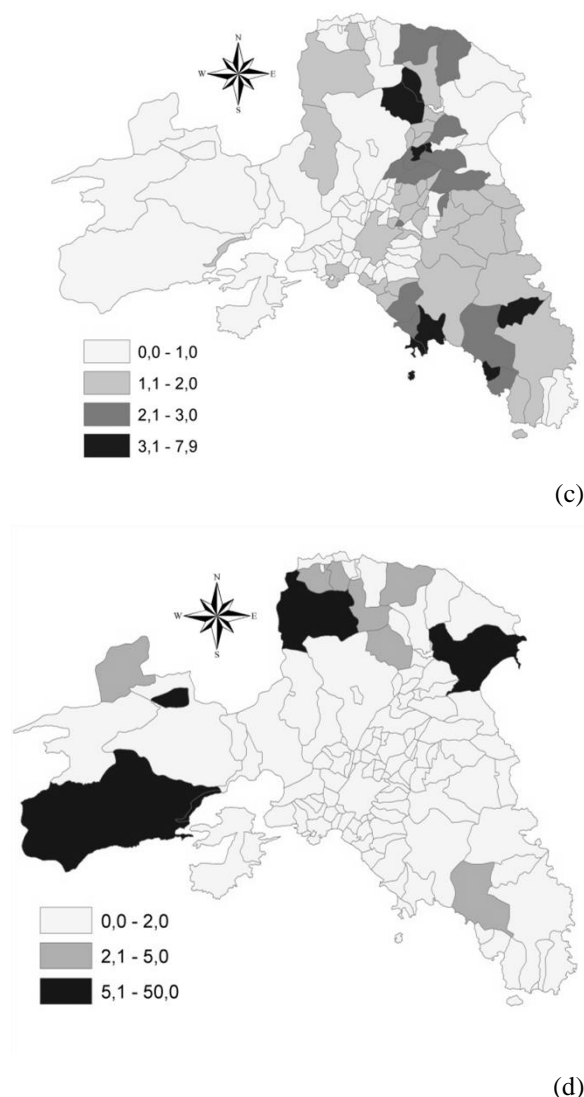 N
W E
S
0,0 - 1,0
1,1 - 2,0
2,1 - 3,0
3,1 - 7,9
(c)
N
W E
S
0,0 - 2,0
2,1 - 5,0
5,1 - 50,0
(d)